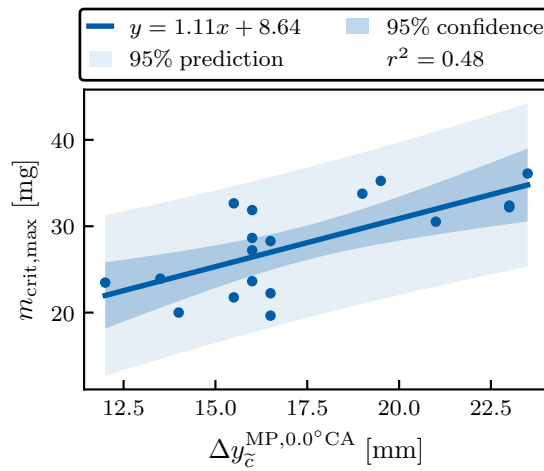 y = 1.11x + 8.64
95% confidence
95% prediction
r² = 0.48
40
30
20
m_crit,max [mg]
12.5 15.0 17.5 20.0 22.5
Δy_c̃^MP,0.0°CA [mm]